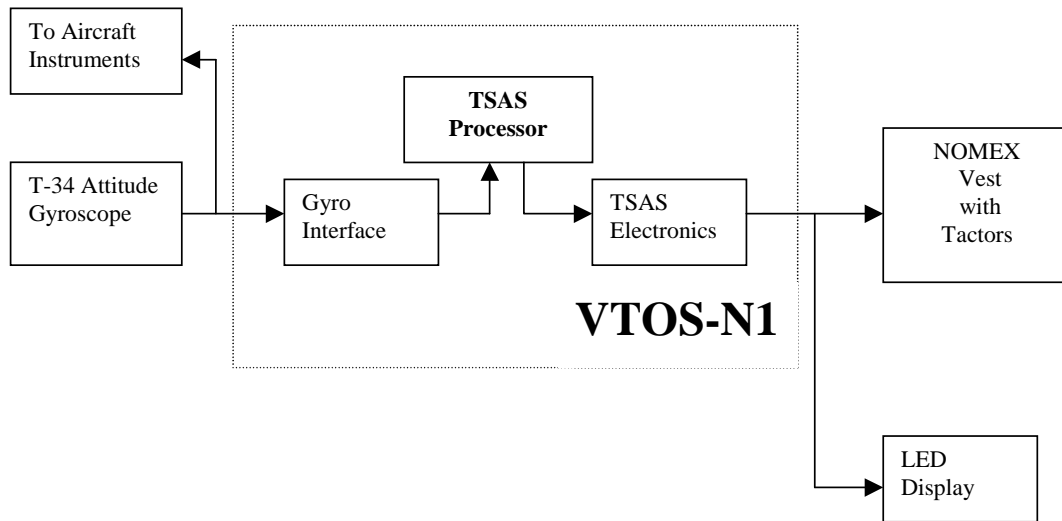 To Aircraft
Instruments
T-34 Attitude
Gyroscope
Gyro
Interface
TSAS
Processor
TSAS
Electronics
VTOS-N1
NOMEX
Vest
with
Tactors
LED
Display